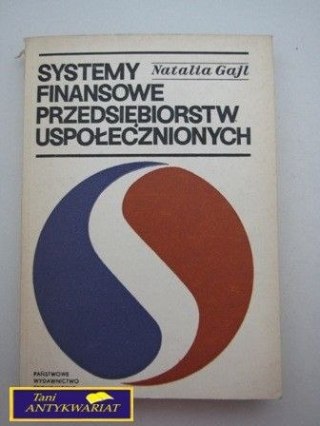 SYSTEMY
Natalia Gajl
FINANSOWE
PRZEDSIĘBIORSTW
USPOŁECZNIONYCH
PAŃSTWOWE
WYDAWNICTWO
Tani
ANTYKWARIAT